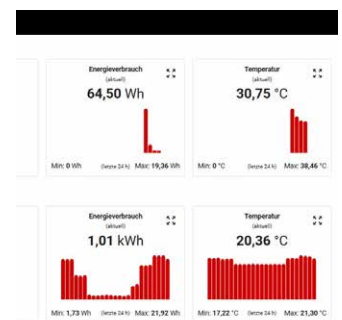 Energieverbrauch
(aktuell)
64,50 Wh
Min: 0 Wh (letzte 24 h) Max: 19,36 Wh
Temperatur
(aktuell)
30,75 °C
Min: 0 °C (letzte 24 h) Max: 38,46 °C
Energieverbrauch
(aktuell)
1,01 kWh
Min: 1,73 Wh (letzte 24 h) Max: 21,92 Wh
Temperatur
(aktuell)
20,36 °C
Min: 17,22 °C (letzte 24 h) Max: 21,30 °C